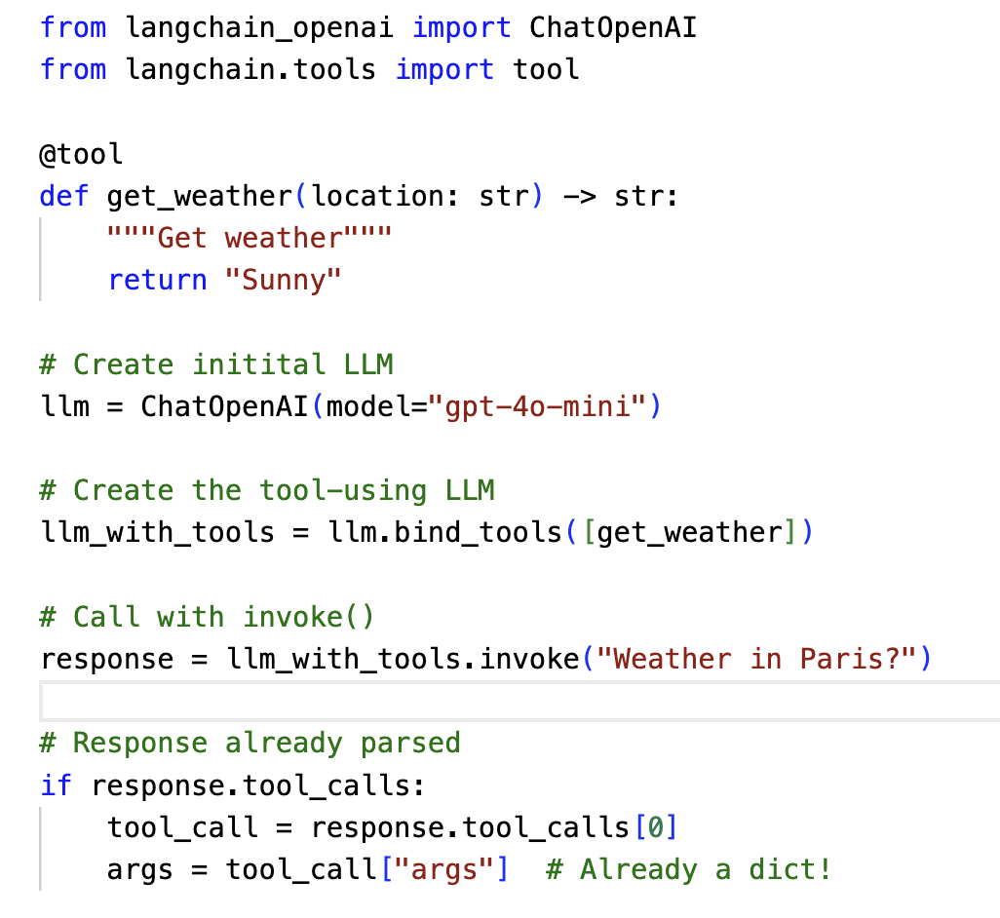 from langchain_openai import ChatOpenAI
from langchain.tools import tool
@tool
def get_weather(location: str) -> str:
    """Get weather"""
    return "Sunny"
# Create initital LLM
llm = ChatOpenAI(model="gpt-4o-mini")
# Create the tool-using LLM
llm_with_tools = llm.bind_tools([get_weather])
# Call with invoke()
response = llm_with_tools.invoke("Weather in Paris?")
# Response already parsed
if response.tool_calls:
    tool_call = response.tool_calls[0]
    args = tool_call["args"]  # Already a dict!